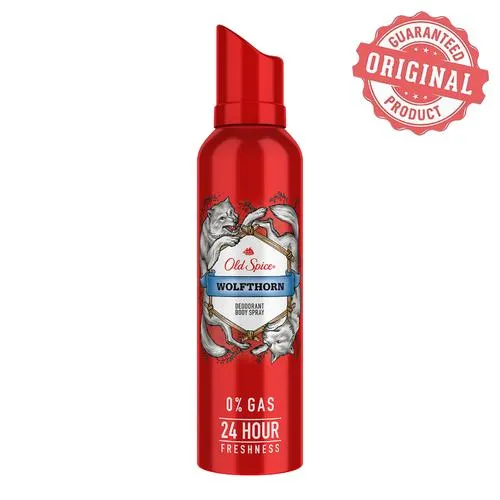 GUARANTEED
ORIGINAL
PRODUCT
Old Spice
WOLFTHORN
DEODORANT
BODY SPRAY
0% GAS
24 HOUR
FRESHNESS